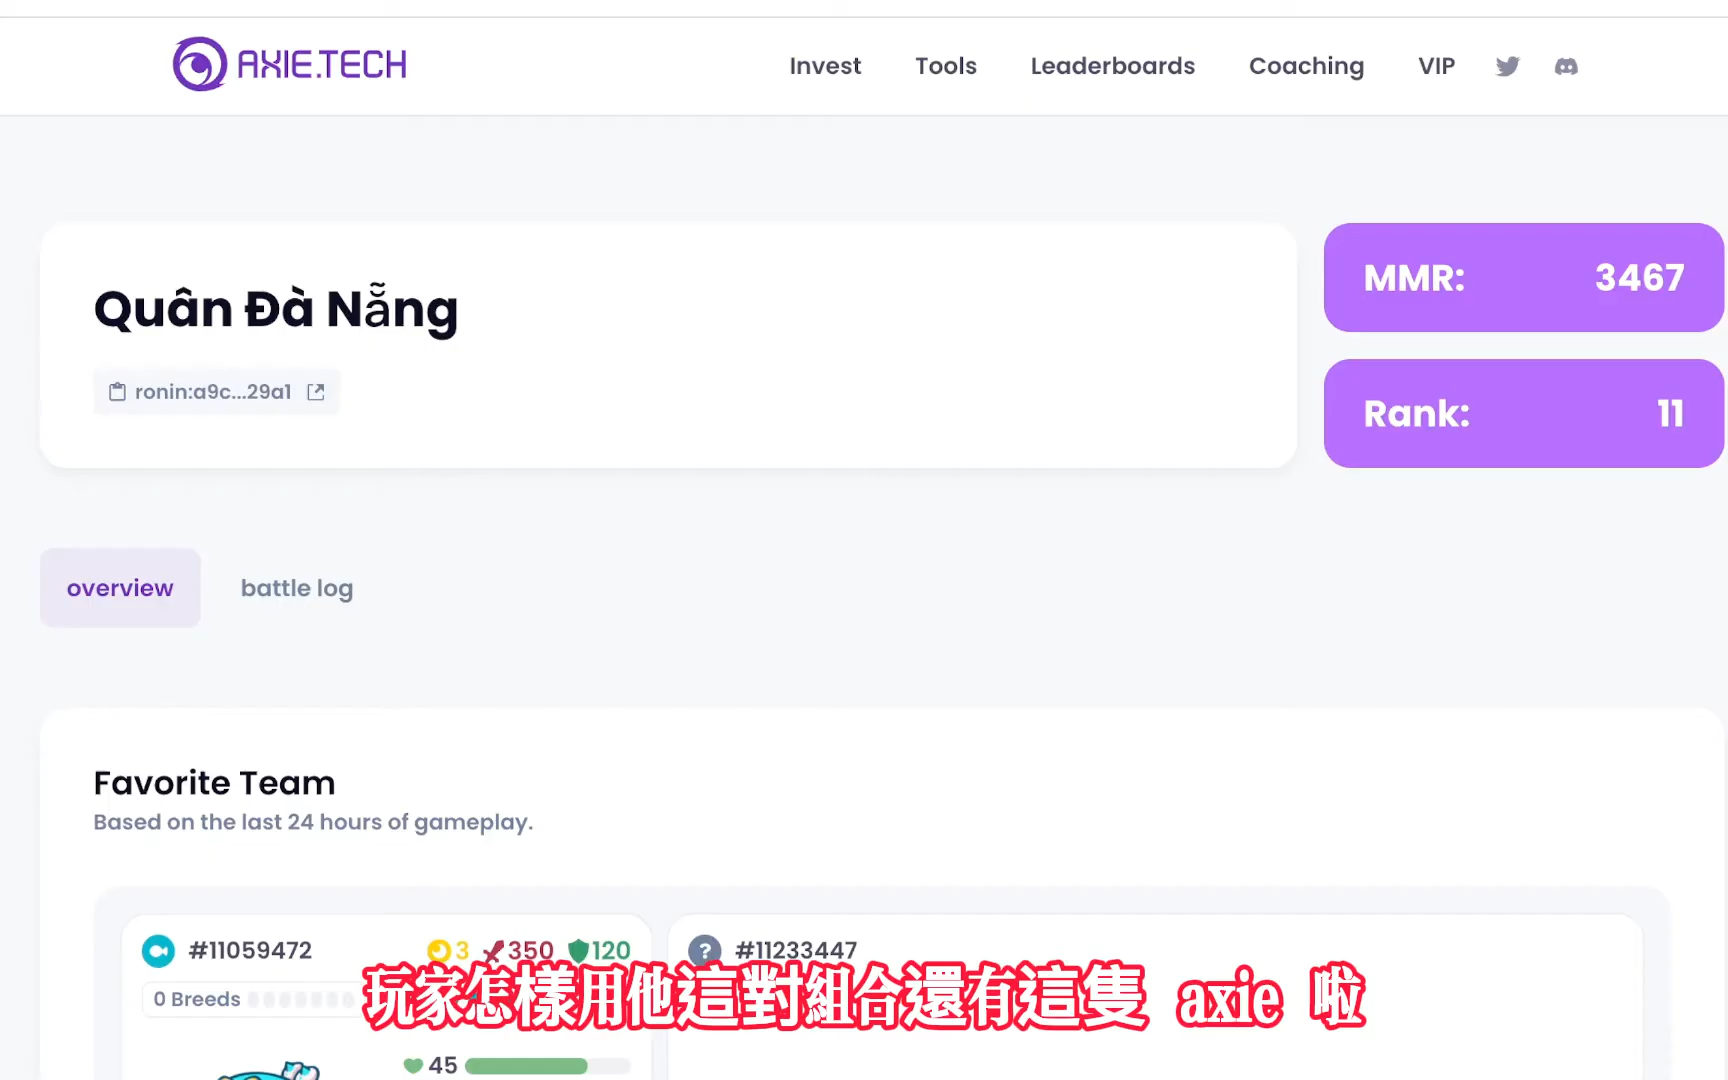 AXIE.TECH
Invest
Tools
Leaderboards
Coaching
VIP
Quân Đà Nẵng
ronin:a9c...29a1
MMR: 3467
Rank: 11
overview
battle log
Favorite Team
Based on the last 24 hours of gameplay.
#11059472
3
350
120
0 Breeds
45
? #11233447
玩家怎樣用他這對組合還有這隻 axie 啦